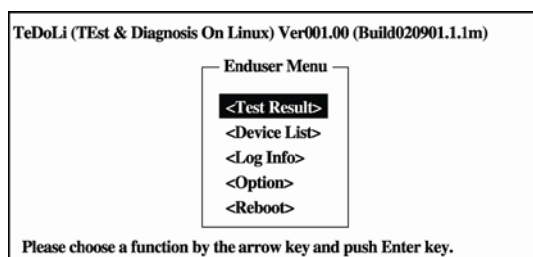 TeDoLi (TEst & Diagnosis On Linux) Ver001.00 (Build020901.1.1m)
Enduser Menu
<Test Result>
<Device List>
<Log Info>
<Option>
<Reboot>
Please choose a function by the arrow key and push Enter key.